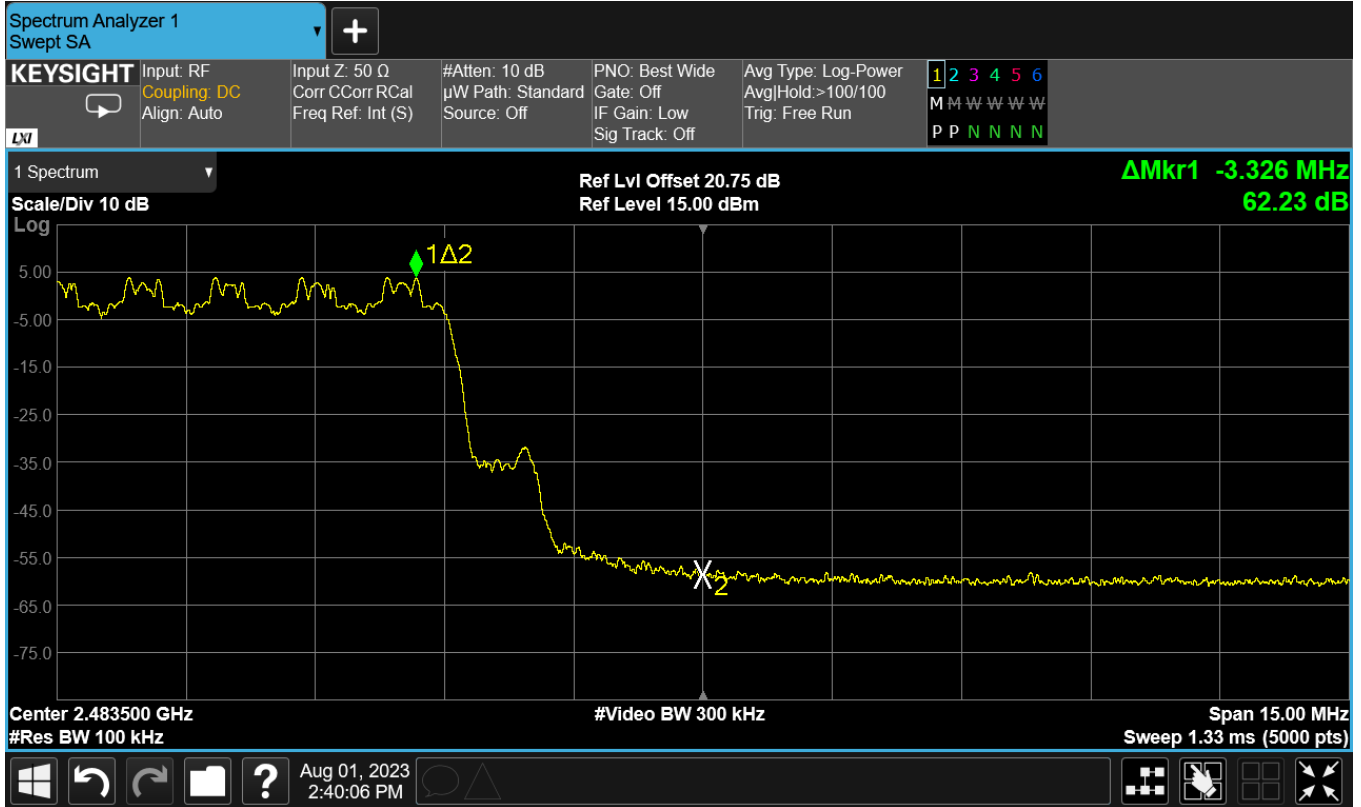 Spectrum Analyzer 1
Swept SA
KEYSIGHT
LXI
Input: RF
Coupling: DC
Align: Auto
Input Z: 50 Ω
Corr CCorr RCal
Freq Ref: Int (S)
#Atten: 10 dB
µW Path: Standard
Source: Off
PNO: Best Wide
Gate: Off
IF Gain: Low
Sig Track: Off
Avg Type: Log-Power
Avg|Hold:>100/100
Trig: Free Run
1 2 3 4 5 6
M M W W W W
P P N N N N
1 Spectrum
Scale/Div 10 dB
Log
Ref Lvl Offset 20.75 dB
Ref Level 15.00 dBm
ΔMkr1 -3.326 MHz
62.23 dB
1Δ2
5.00
-5.00
-15.0
-25.0
-35.0
-45.0
-55.0
-65.0
-75.0
X2
Center 2.483500 GHz
#Res BW 100 kHz
#Video BW 300 kHz
Span 15.00 MHz
Sweep 1.33 ms (5000 pts)
?
Aug 01, 2023
2:40:06 PM